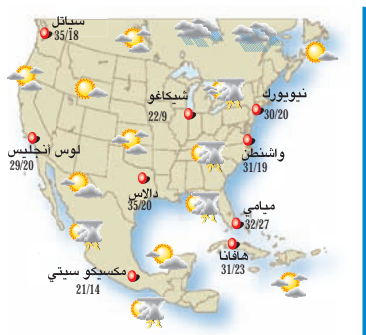 سياتل
35/18
شيكاغو
22/9
نيويورك
30/20
لوس أنجليس
29/20
واشنطن
31/19
دالاس
35/20
ميامي
32/27
هافانا
31/23
مكسيكو سيتي
21/14